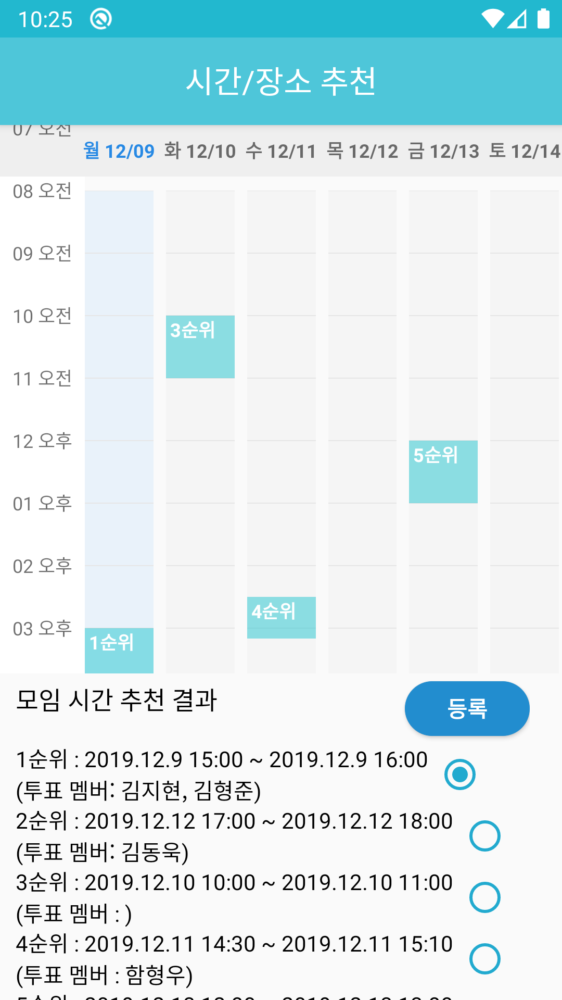 10:25
시간/장소 추천
07 오전
월 12/09 화 12/10 수 12/11 목 12/12 금 12/13 토 12/14
08 오전
09 오전
10 오전
3순위
11 오전
12 오후
5순위
01 오후
02 오후
4순위
03 오후
1순위
모임 시간 추천 결과
등록
1순위 : 2019.12.9 15:00 ~ 2019.12.9 16:00
(투표 멤버: 김지현, 김형준)
2순위 : 2019.12.12 17:00 ~ 2019.12.12 18:00
(투표 멤버: 김동욱)
3순위 : 2019.12.10 10:00 ~ 2019.12.10 11:00
(투표 멤버 : )
4순위 : 2019.12.11 14:30 ~ 2019.12.11 15:10
(투표 멤버 : 함형우)